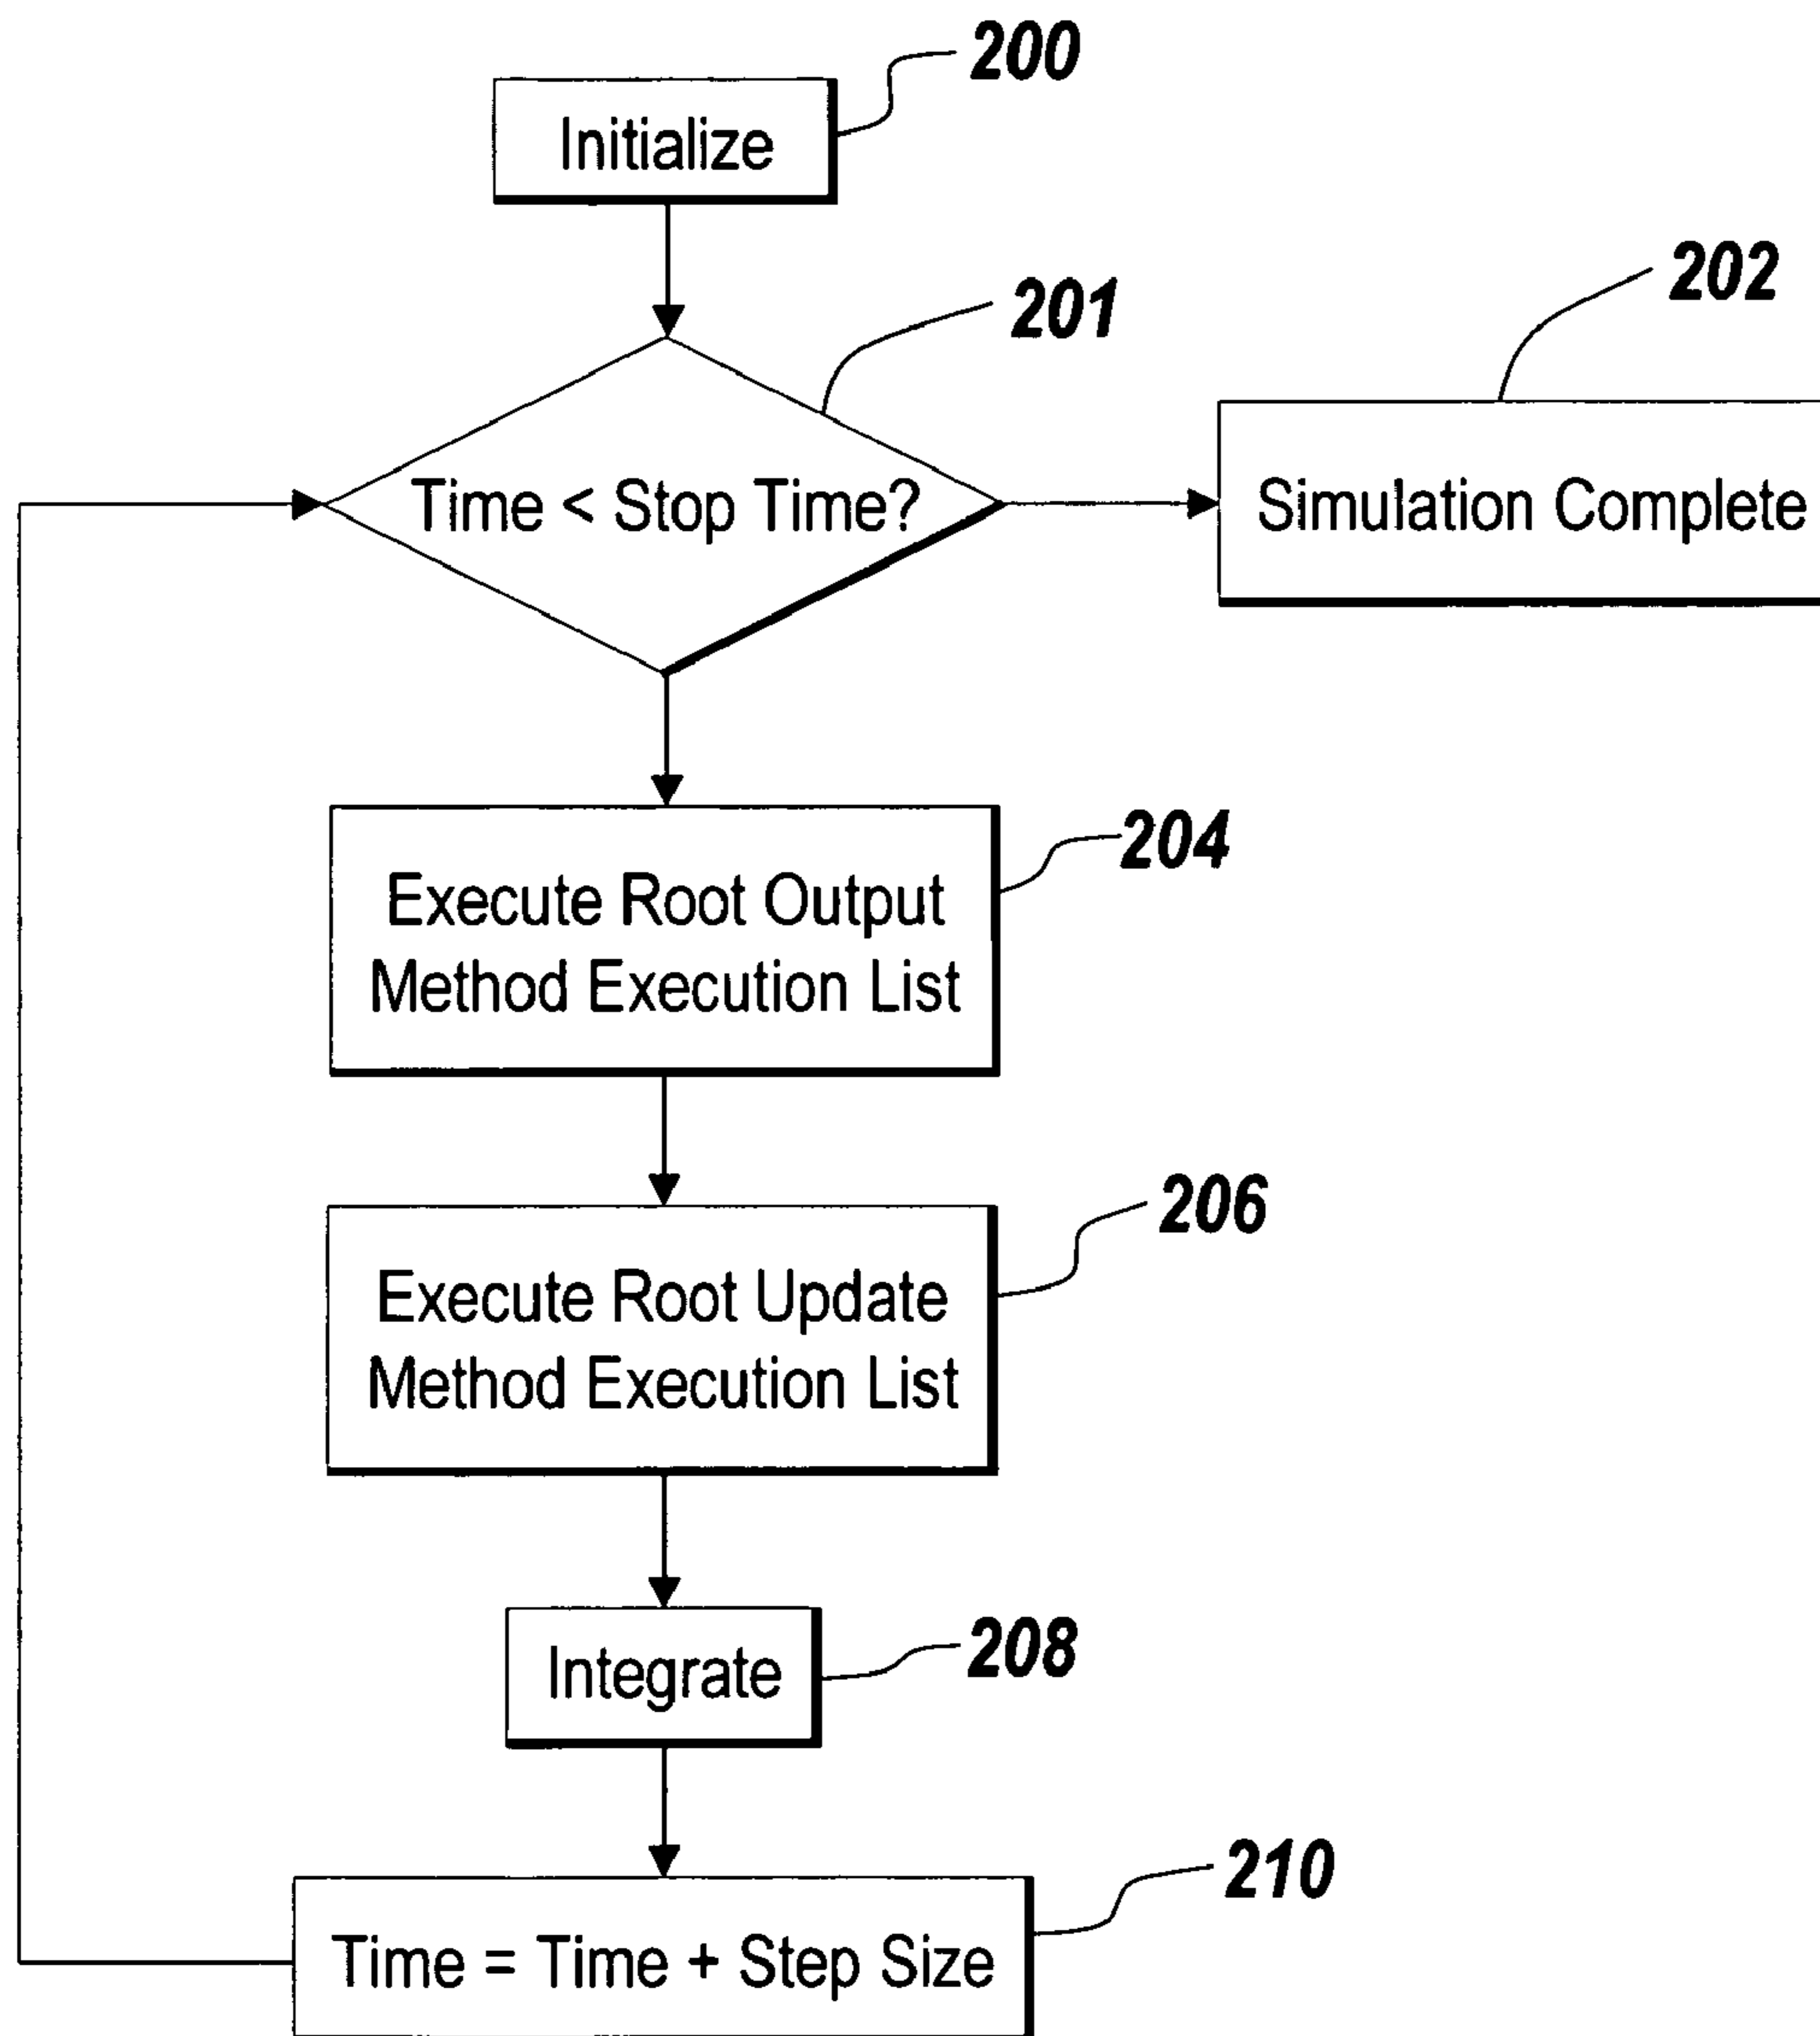 200
Initialize
201
202
Time < Stop Time?
Simulation Complete
204
Execute Root Output
Method Execution List
206
Execute Root Update
Method Execution List
208
Integrate
210
Time = Time + Step Size